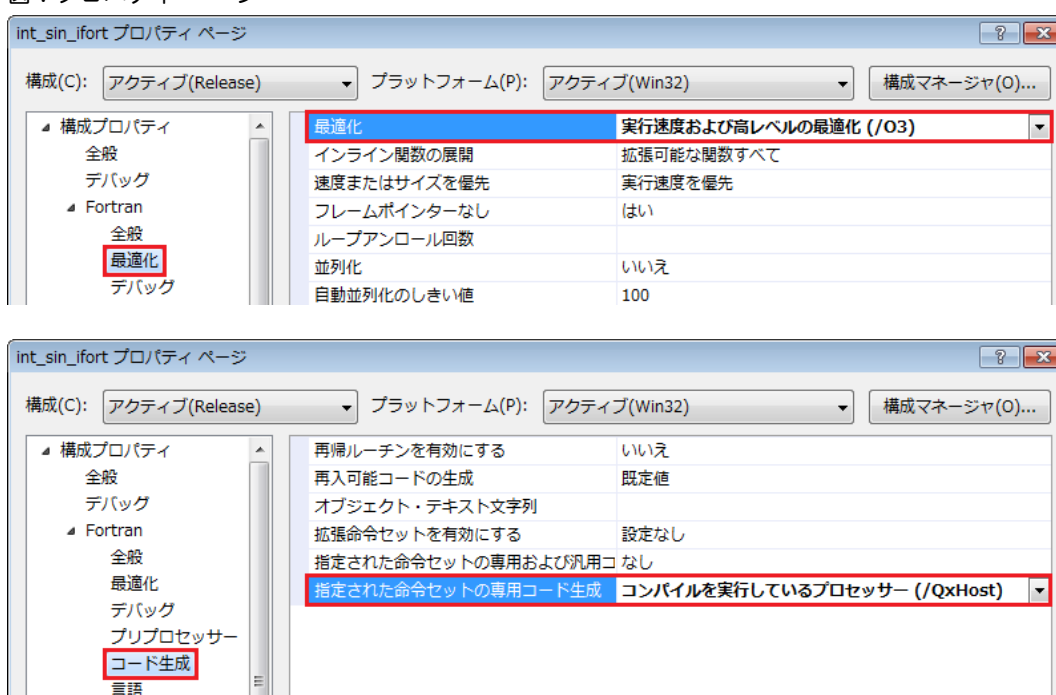 int_sin_ifort プロパティ ページ
構成(C): アクティブ(Release) プラットフォーム(P): アクティブ(Win32) 構成マネージャ(O)...
構成プロパティ
全般
デバッグ
Fortran
全般
最適化
デバッグ
最適化 実行速度および高レベルの最適化 (/O3)
インライン関数の展開 拡張可能な関数すべて
速度またはサイズを優先 実行速度を優先
フレームポインターなし はい
ループアンロール回数
並列化 いいえ
自動並列化のしきい値 100
int_sin_ifort プロパティ ページ
構成(C): アクティブ(Release) プラットフォーム(P): アクティブ(Win32) 構成マネージャ(O)...
構成プロパティ
全般
デバッグ
Fortran
全般
最適化
デバッグ
プリプロセッサー
コード生成
言語
再帰ルーチンを有効にする いいえ
再入可能コードの生成 既定値
オブジェクト・テキスト文字列
拡張命令セットを有効にする 設定なし
指定された命令セットの専用および汎用コ なし
指定された命令セットの専用コード生成 コンパイルを実行しているプロセッサー (/QxHost)